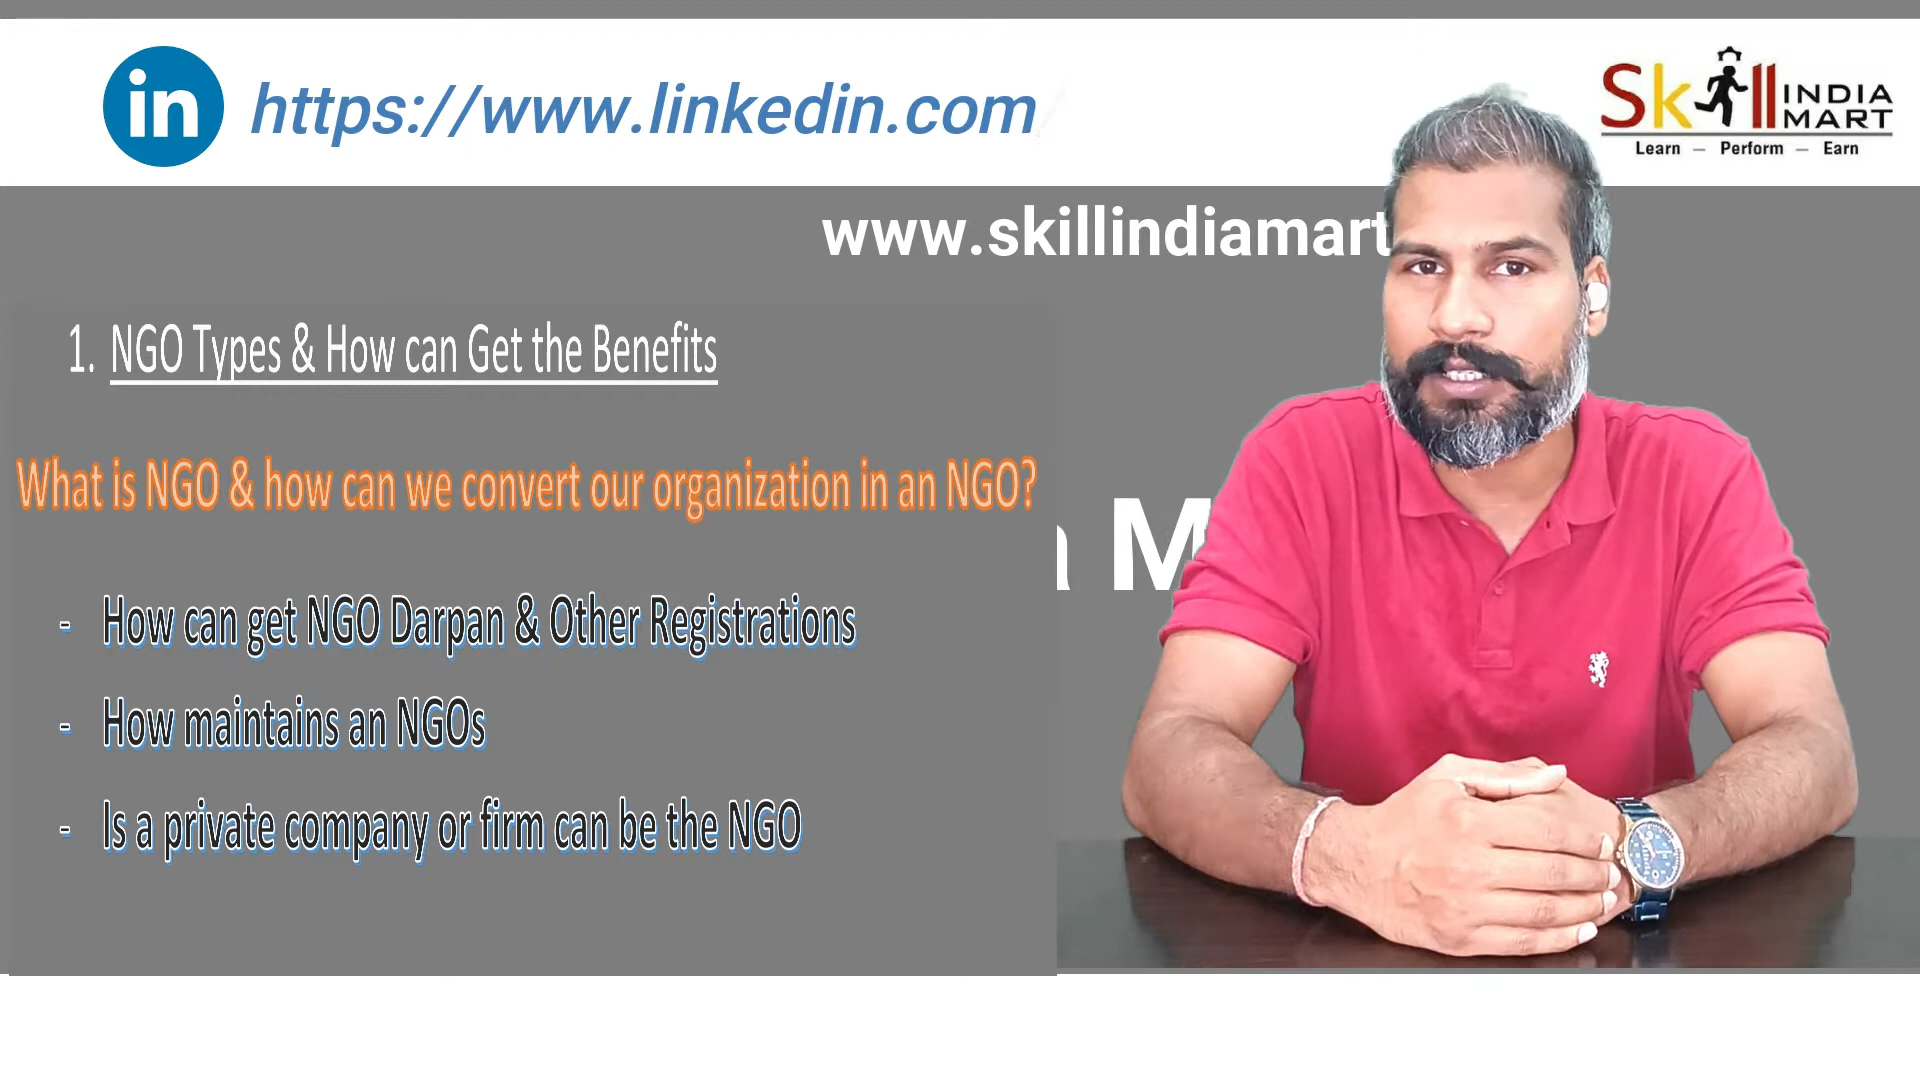 in https://www.linkedin.com
Skill INDIA MART
Learn – Perform – Earn
www.skillindiamart
1. NGO Types & How can Get the Benefits
What is NGO & how can we convert our organization in an NGO?
- How can get NGO Darpan & Other Registrations
- How maintains an NGOs
- Is a private company or firm can be the NGO